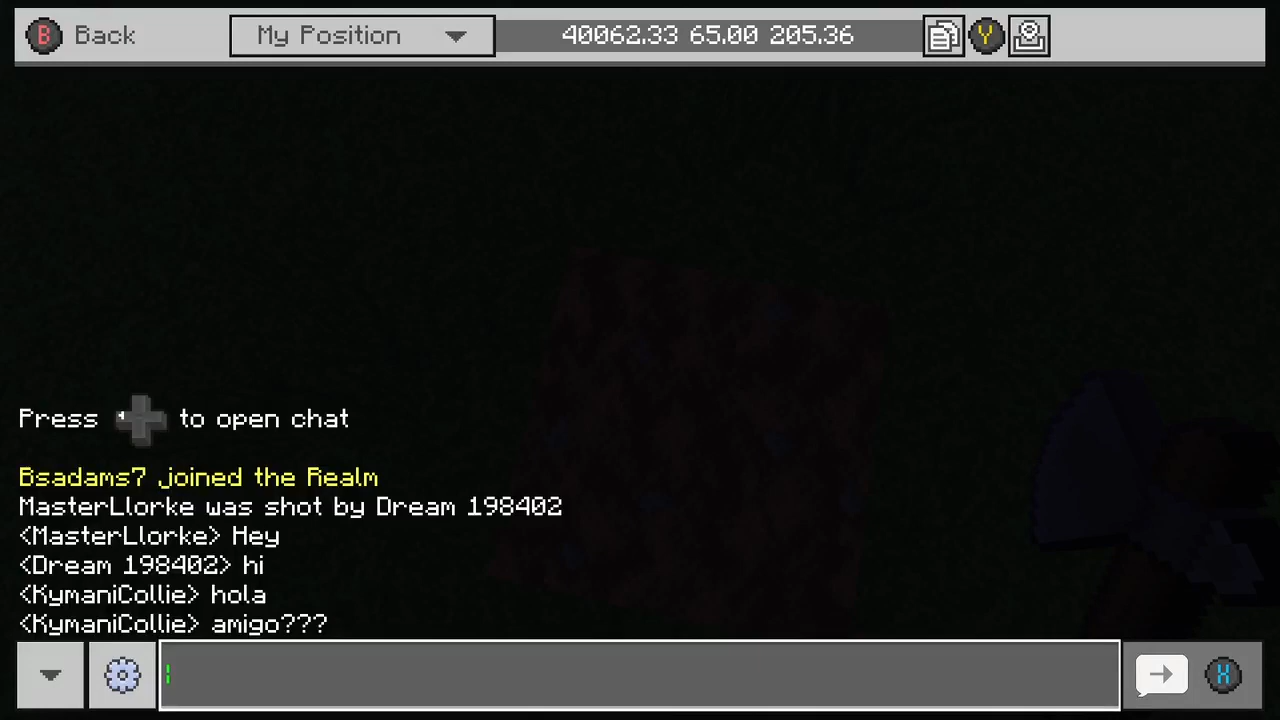 B Back My Position 40062.33 65.00 205.36 Y
Press to open chat
Bsadams7 joined the Realm
MasterLlorke was shot by Dream 198402
<MasterLlorke> Hey
<Dream 198402> hi
<KymaniCollie> hola
<KymaniCollie> amigo???
X